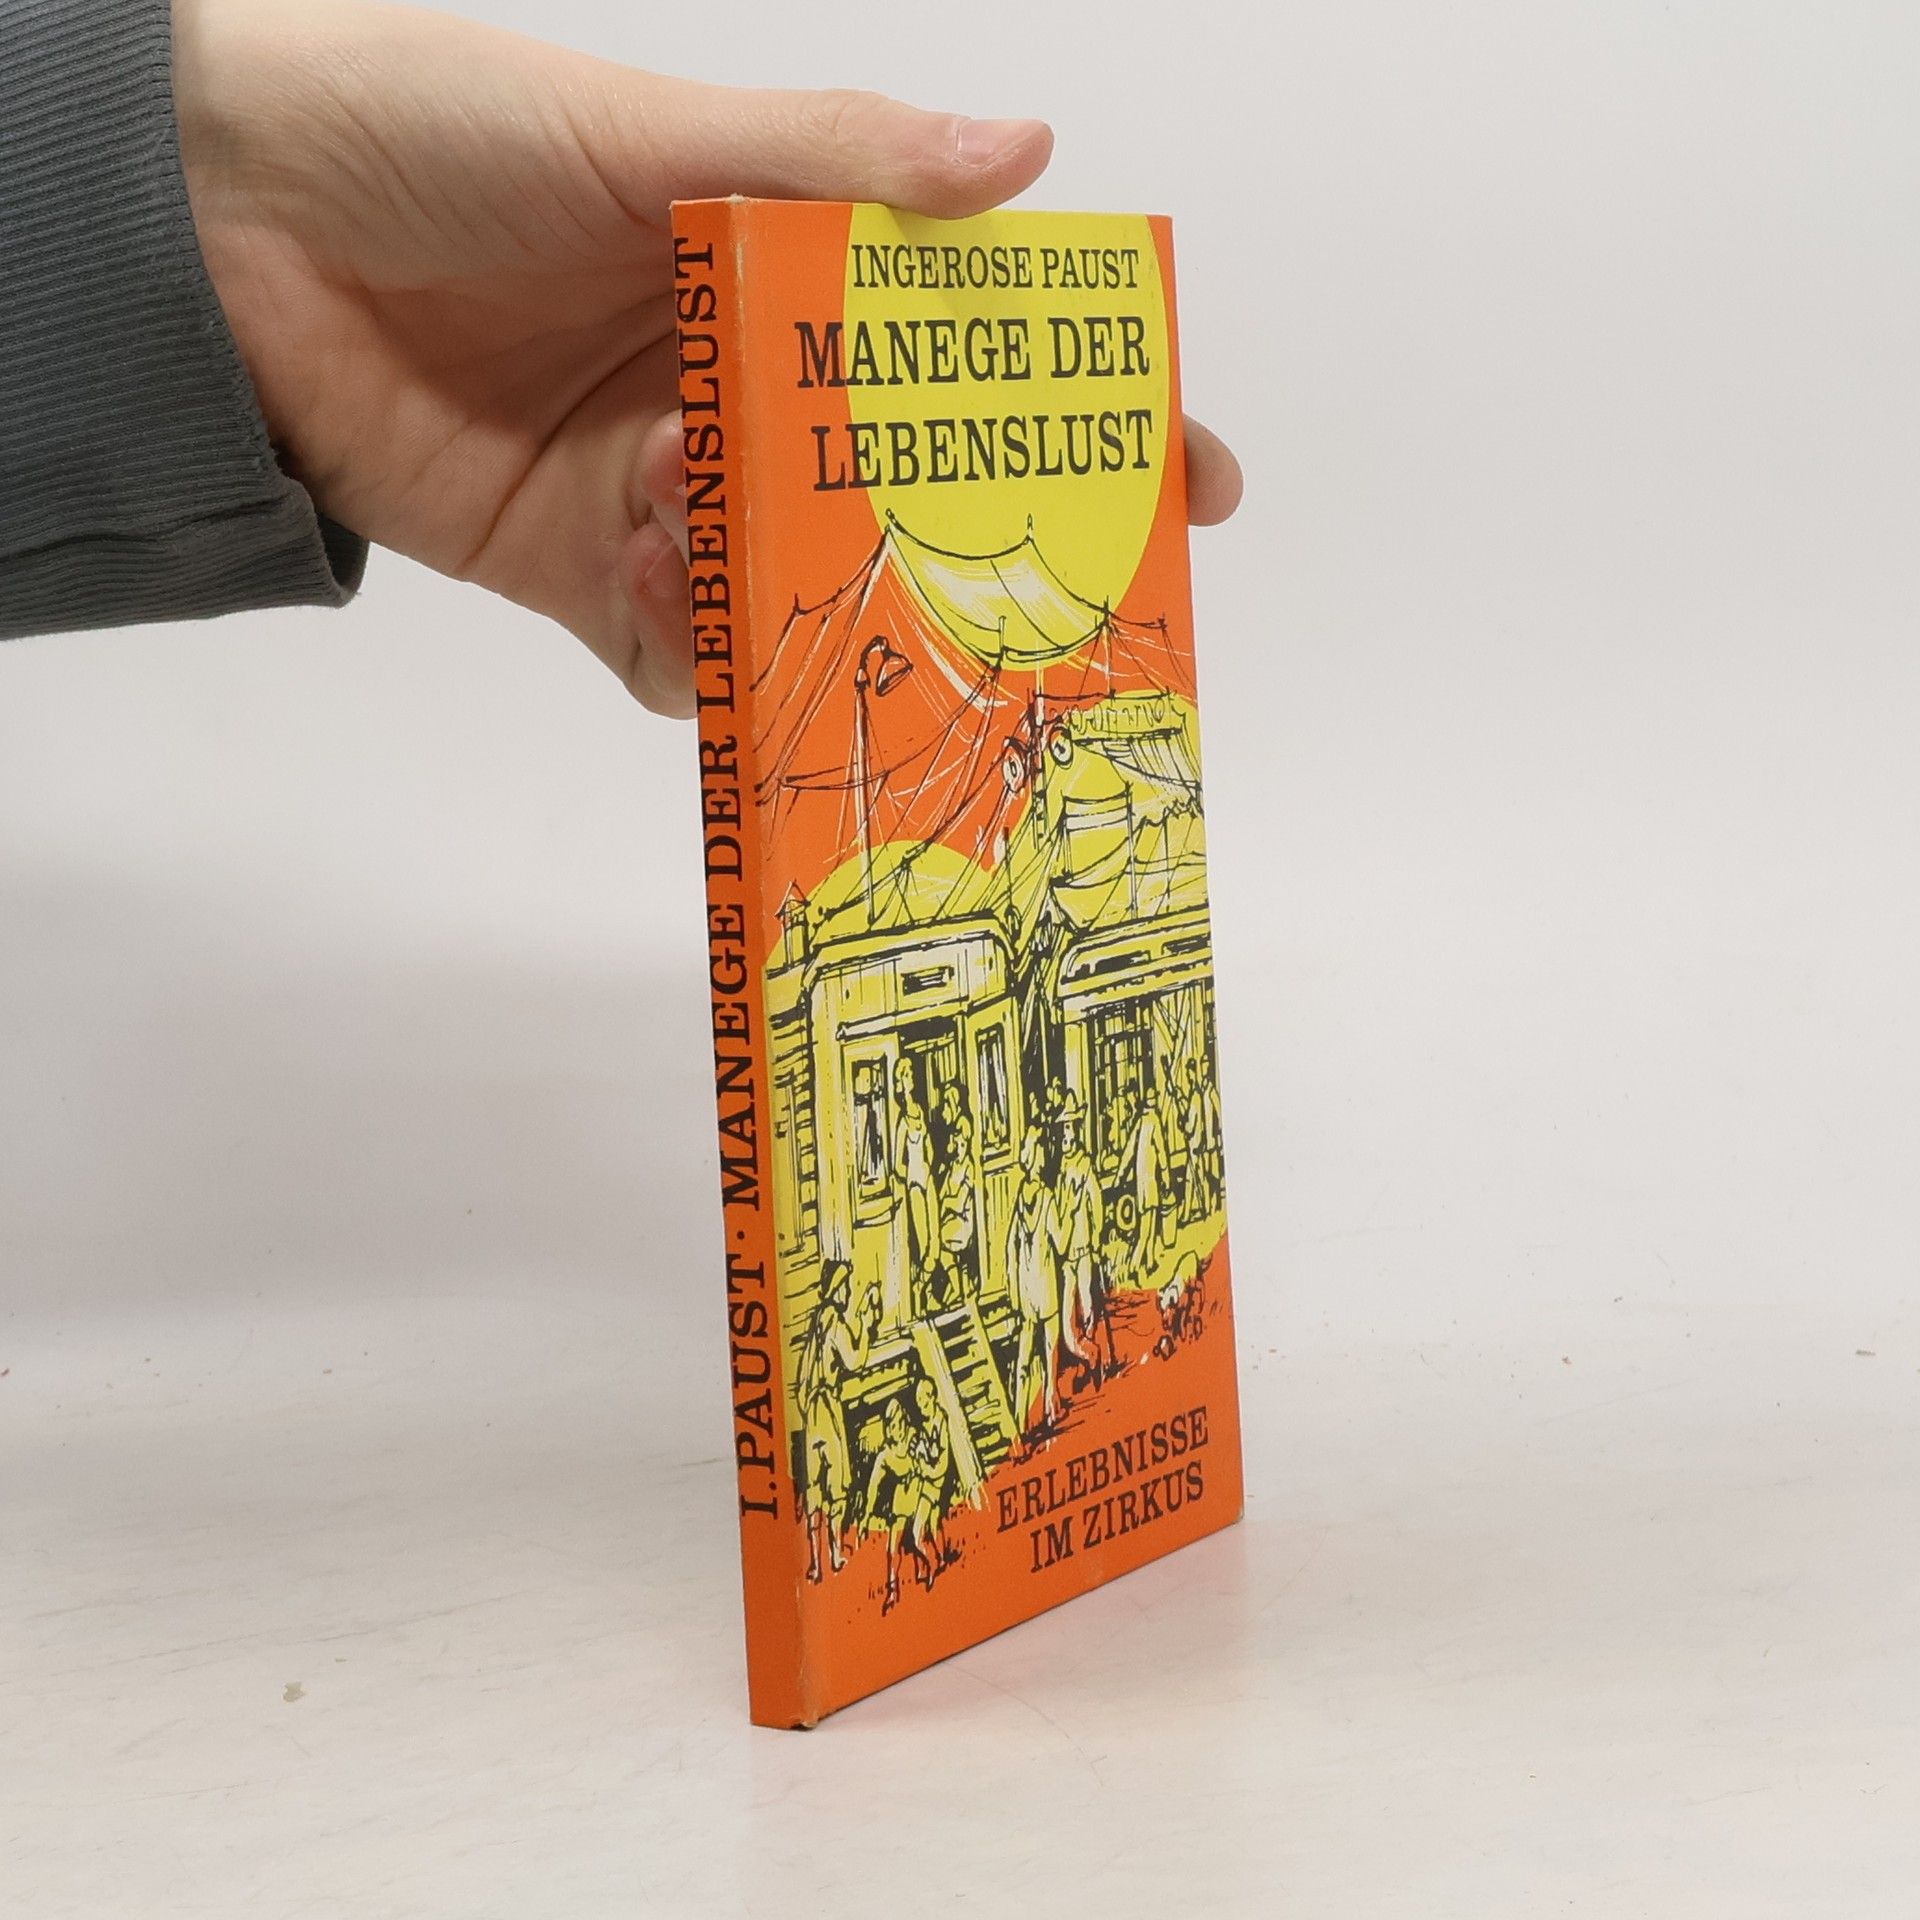 I. PAUST · MANEGE DER LEBENSLUST
INGEROSE PAUST
MANEGE DER
LEBENSLUST
ERLEBNISSE
IM ZIRKUS